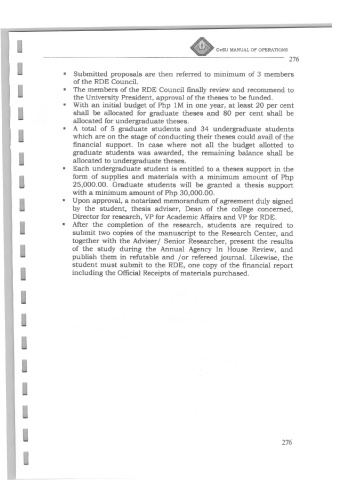 CvSU MANUAL OF OPERATIONS
276
Submitted proposals are then referred to minimum of 3 members
of the RDE Council.
The members of the RDE Council finally review and recommend to
the University President, approval of the theses to be funded.
With an initial budget of Php 1M in one year, at least 20 per cent
shall be allocated for graduate theses and 80 per cent shall be
allocated for undergraduate theses.
A total of 5 graduate students and 34 undergraduate students
which are on the stage of conducting their theses could avail of the
financial support. In case where not all the budget allotted to
graduate students was awarded, the remaining balance shall be
allocated to undergraduate theses.
Each undergraduate student is entitled to a theses support in the
form of supplies and materials with a minimum amount of Php
25,000.00. Graduate students will be granted a thesis support
with a minimum amount of Php 30,000.00.
Upon approval, a notarized memorandum of agreement duly signed
by the student, thesis adviser, Dean of the college concerned,
Director for research, VP for Academic Affairs and VP for RDE.
After the completion of the research, students are required to
submit two copies of the manuscript to the Research Center, and
together with the Adviser/ Senior Researcher, present the results
of the study during the Annual Agency In House Review, and
publish them in refutable and /or refereed journal. Likewise, the
student must submit to the RDE, one copy of the financial report
including the Official Receipts of materials purchased.
276